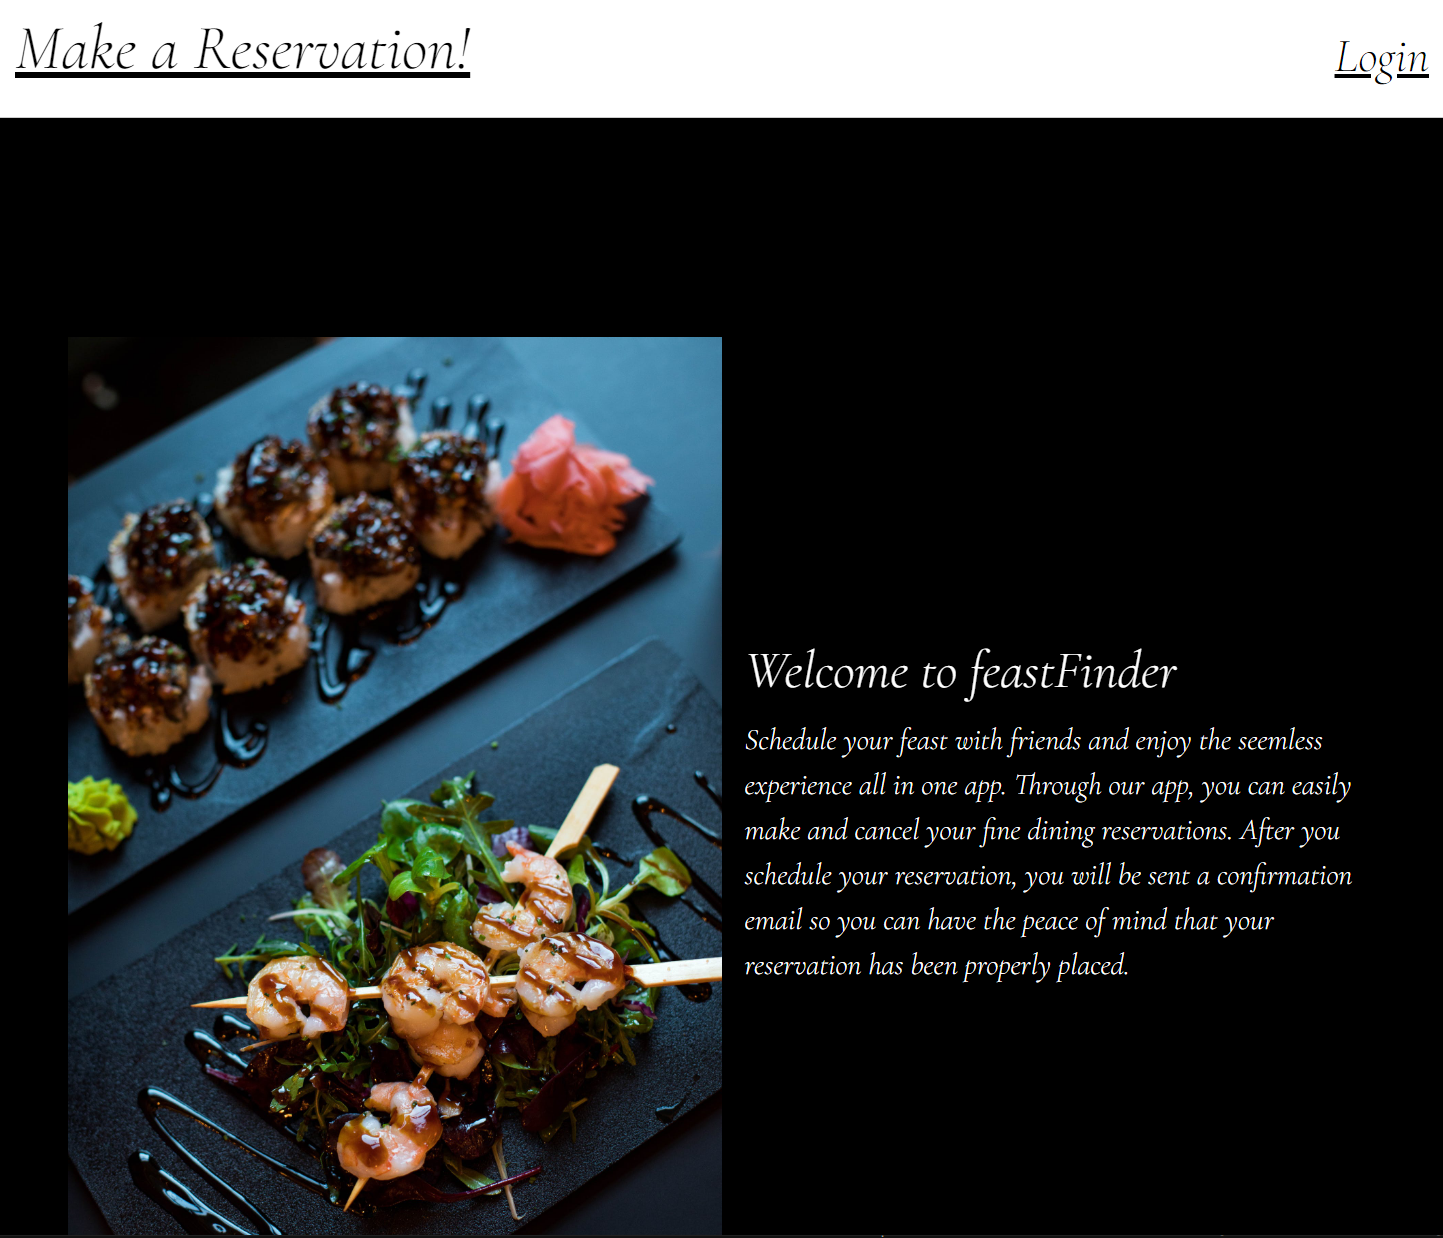 Make a Reservation!
Login
Welcome to feastFinder
Schedule your feast with friends and enjoy the seemless
experience all in one app. Through our app, you can easily
make and cancel your fine dining reservations. After you
schedule your reservation, you will be sent a confirmation
email so you can have the peace of mind that your
reservation has been properly placed.